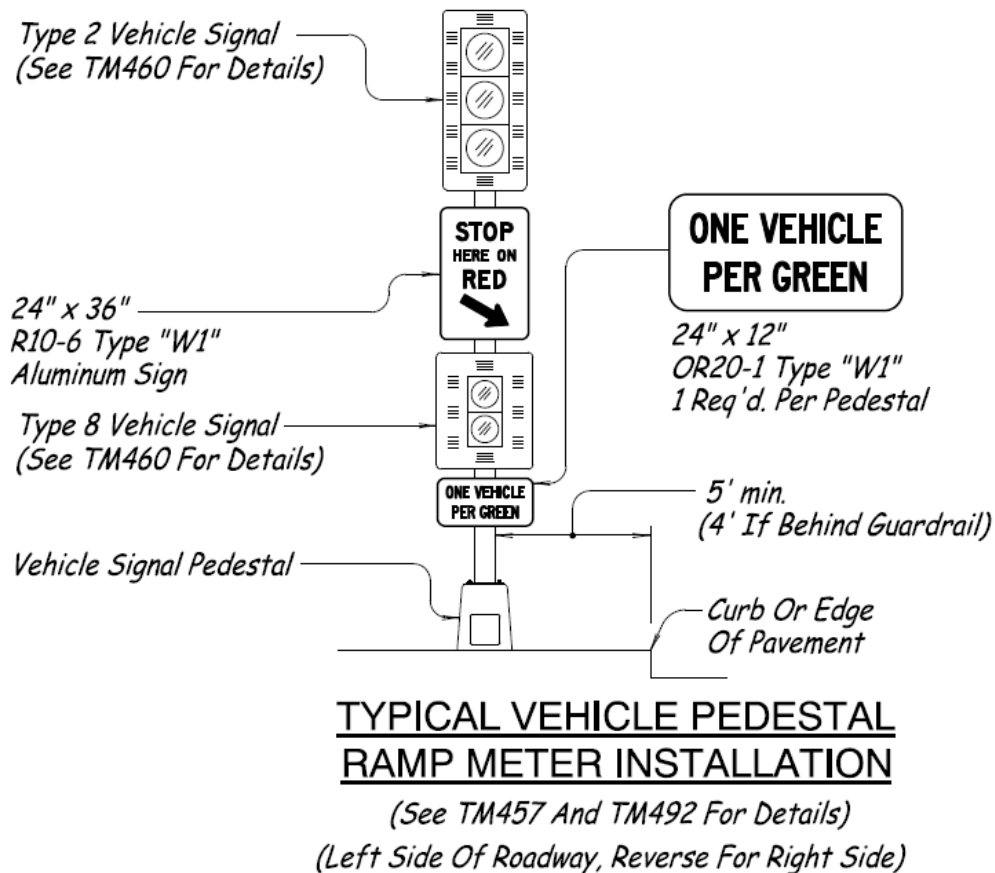 Type 2 Vehicle Signal
(See TM460 For Details)
STOP
HERE ON
RED
ONE VEHICLE
PER GREEN
24" x 36"
R10-6 Type "W1"
Aluminum Sign
24" x 12"
OR20-1 Type "W1"
1 Req'd. Per Pedestal
Type 8 Vehicle Signal
(See TM460 For Details)
ONE VEHICLE
PER GREEN
5' min.
(4' If Behind Guardrail)
Vehicle Signal Pedestal
Curb Or Edge
Of Pavement
TYPICAL VEHICLE PEDESTAL
RAMP METER INSTALLATION
(See TM457 And TM492 For Details)
(Left Side Of Roadway, Reverse For Right Side)